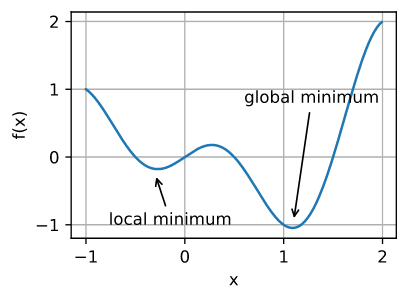 2
1
0
−1
f(x)
global minimum
local minimum
−1 0 1 2
x